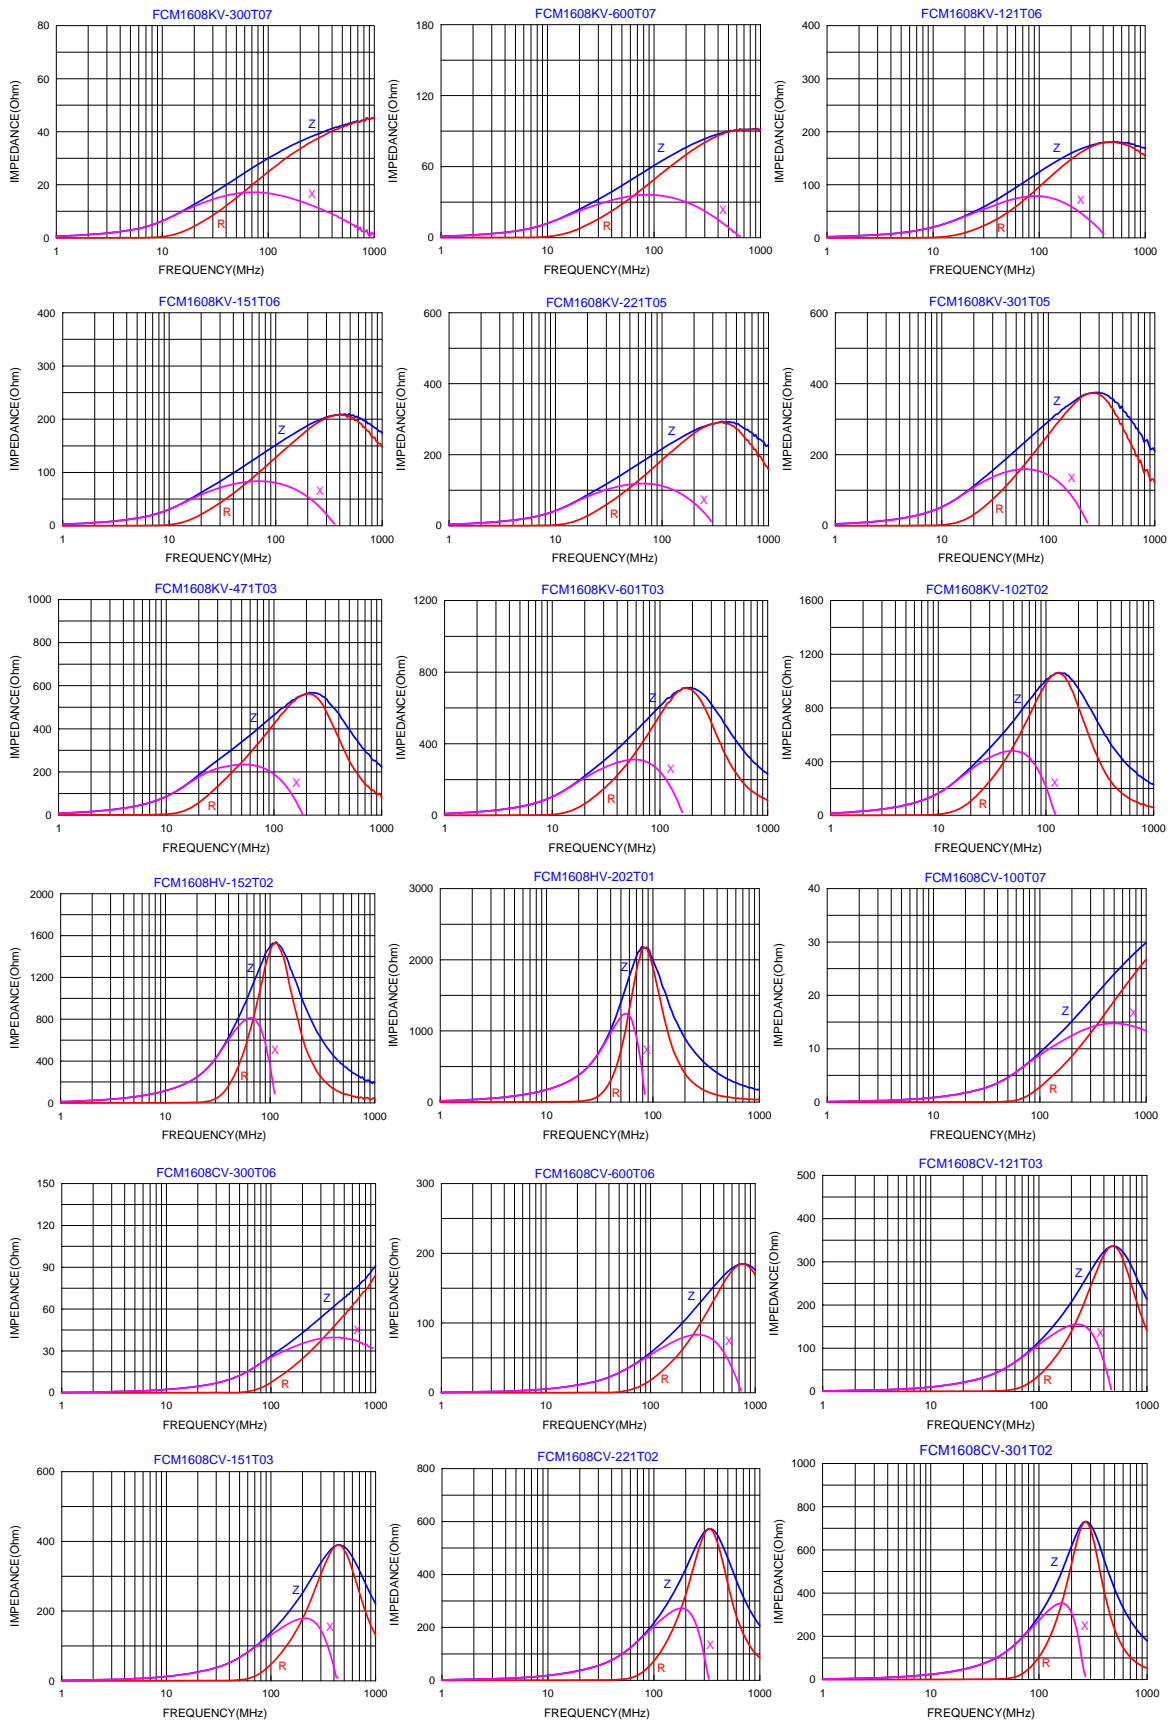 FCM1608KV-300T07
IMPEDANCE(Ohm)
80
60
40
20
0
Z
X
R
1
10
100
1000
FREQUENCY(MHz)
FCM1608KV-600T07
IMPEDANCE(Ohm)
180
120
60
0
Z
X
R
1
10
100
1000
FREQUENCY(MHz)
FCM1608KV-121T06
IMPEDANCE(Ohm)
400
300
200
100
0
Z
X
R
1
10
100
1000
FREQUENCY(MHz)
FCM1608KV-151T06
IMPEDANCE(Ohm)
400
300
200
100
0
Z
X
R
1
10
100
1000
FREQUENCY(MHz)
FCM1608KV-221T05
IMPEDANCE(Ohm)
600
400
200
0
Z
X
R
1
10
100
1000
FREQUENCY(MHz)
FCM1608KV-301T05
IMPEDANCE(Ohm)
600
400
200
0
Z
X
R
1
10
100
1000
FREQUENCY(MHz)
FCM1608KV-471T03
IMPEDANCE(Ohm)
1000
800
600
400
200
0
Z
X
R
1
10
100
1000
FREQUENCY(MHz)
FCM1608KV-601T03
IMPEDANCE(Ohm)
1200
800
400
0
Z
X
R
1
10
100
1000
FREQUENCY(MHz)
FCM1608KV-102T02
IMPEDANCE(Ohm)
1600
1200
800
400
0
Z
X
R
1
10
100
1000
FREQUENCY(MHz)
FCM1608HV-152T02
IMPEDANCE(Ohm)
2000
1600
1200
800
400
0
Z
X
R
1
10
100
1000
FREQUENCY(MHz)
FCM1608HV-202T01
IMPEDANCE(Ohm)
3000
2000
1000
0
Z
X
R
1
10
100
1000
FREQUENCY(MHz)
FCM1608CV-100T07
IMPEDANCE(Ohm)
40
30
20
10
0
Z
X
R
1
10
100
1000
FREQUENCY(MHz)
FCM1608CV-300T06
IMPEDANCE(Ohm)
150
120
90
60
30
0
Z
X
R
1
10
100
1000
FREQUENCY(MHz)
FCM1608CV-600T06
IMPEDANCE(Ohm)
300
200
100
0
Z
X
R
1
10
100
1000
FREQUENCY(MHz)
FCM1608CV-121T03
IMPEDANCE(Ohm)
500
400
300
200
100
0
Z
X
R
1
10
100
1000
FREQUENCY(MHz)
FCM1608CV-151T03
IMPEDANCE(Ohm)
600
400
200
0
Z
X
R
1
10
100
1000
FREQUENCY(MHz)
FCM1608CV-221T02
IMPEDANCE(Ohm)
800
600
400
200
0
Z
X
R
1
10
100
1000
FREQUENCY(MHz)
FCM1608CV-301T02
IMPEDANCE(Ohm)
1000
800
600
400
200
0
Z
X
R
1
10
100
1000
FREQUENCY(MHz)